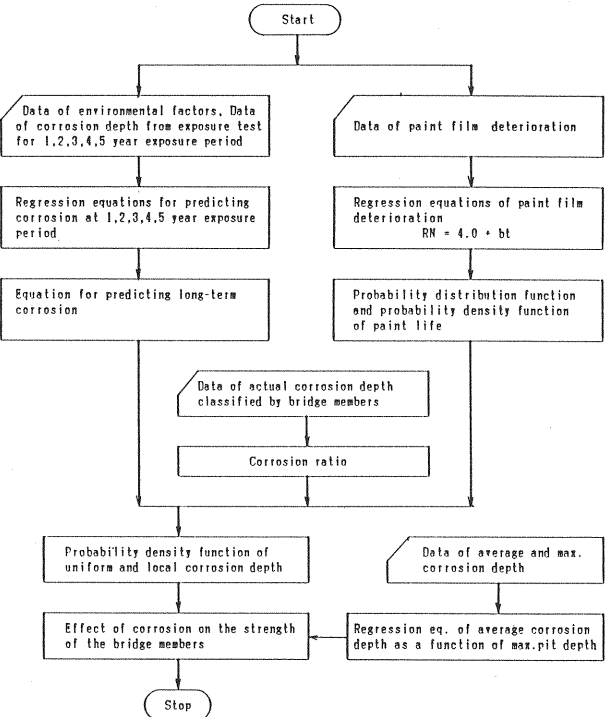 Start
Data of environmental factors, Data
of corrosion depth from exposure test
for 1,2,3,4,5 year exposure period
Data of paint film deterioration
Regression equations for predicting
corrosion at 1,2,3,4,5 year exposure
period
Regression equations of paint film
deterioration
RN = 4.0 + bt
Equation for predicting long-term
corrosion
Probability distribution function
and probability density function
of paint life
Data of actual corrosion depth
classified by bridge members
Corrosion ratio
Probability density function of
uniform and local corrosion depth
Data of average and max.
corrosion depth
Effect of corrosion on the strength
of the bridge members
Regression eq. of average corrosion
depth as a function of max.pit depth
Stop